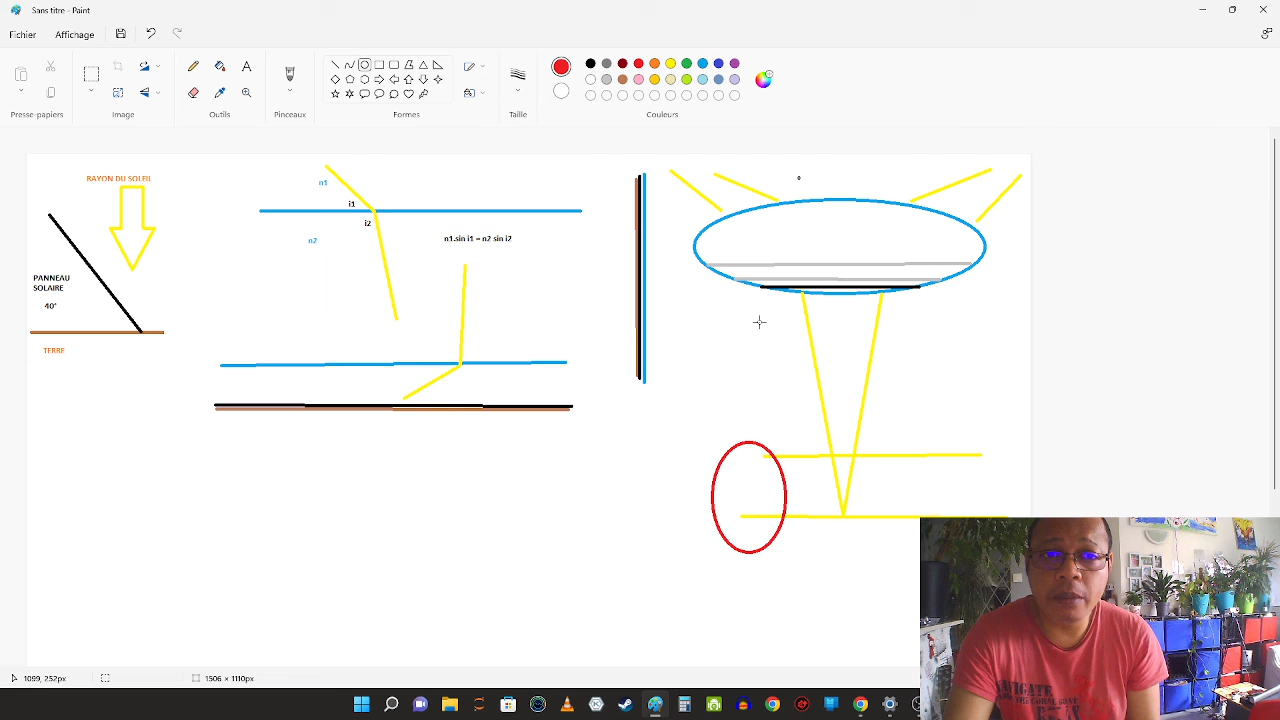 Sans titre - Paint
Fichier
Affichage
Presse-papiers
Image
Outils
Pinceaux
Formes
Taille
Couleurs
RAYON DU SOLEIL
PANNEAU
SOLAIRE
40°
TERRE
n1
i1
i2
n2
n1.sin i1 = n2 sin i2
1099, 252px
1506 × 1110px